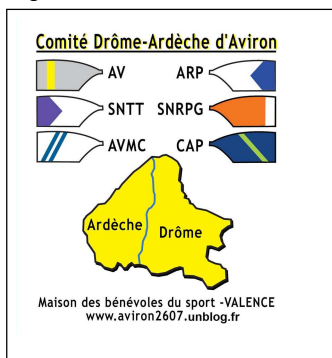 Comité Drôme-Ardèche d'Aviron
AV ARP
SNTT SNRPG
AVMC CAP
Ardèche Drôme
Maison des bénévoles du sport -VALENCE
www.aviron2607.unblog.fr